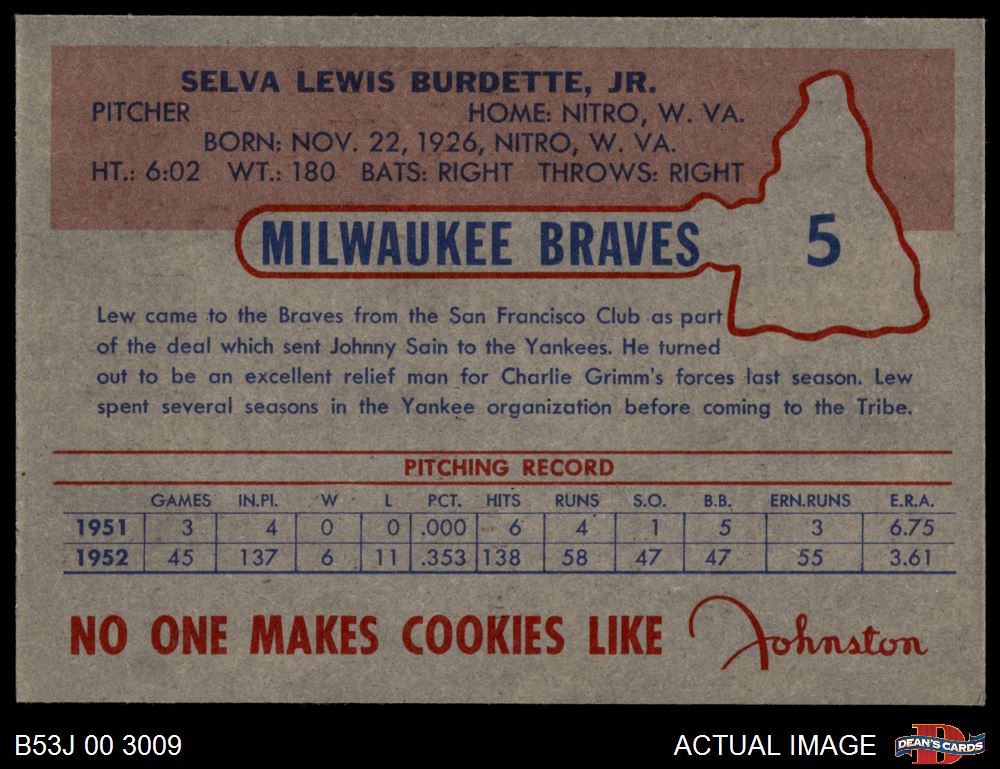 SELVA LEWIS BURDETTE, JR.
PITCHER HOME: NITRO, W. VA.
BORN: NOV. 22, 1926, NITRO, W. VA.
HT.: 6:02 WT.: 180 BATS: RIGHT THROWS: RIGHT
MILWAUKEE BRAVES 5
Lew came to the Braves from the San Francisco Club as part
of the deal which sent Johnny Sain to the Yankees. He turned
out to be an excellent relief man for Charlie Grimm's forces last season. Lew
spent several seasons in the Yankee organization before coming to the Tribe.
PITCHING RECORD
GAMES IN.PI. W L PCT. HITS RUNS S.O. B.B. ERN.RUNS E.R.A.
1951 3 4 0 0 .000 6 4 1 5 3 6.75
1952 45 137 6 11 .353 138 58 47 47 55 3.61
NO ONE MAKES COOKIES LIKE Johnston
B53J 00 3009 ACTUAL IMAGE D DEAN'S CARDS